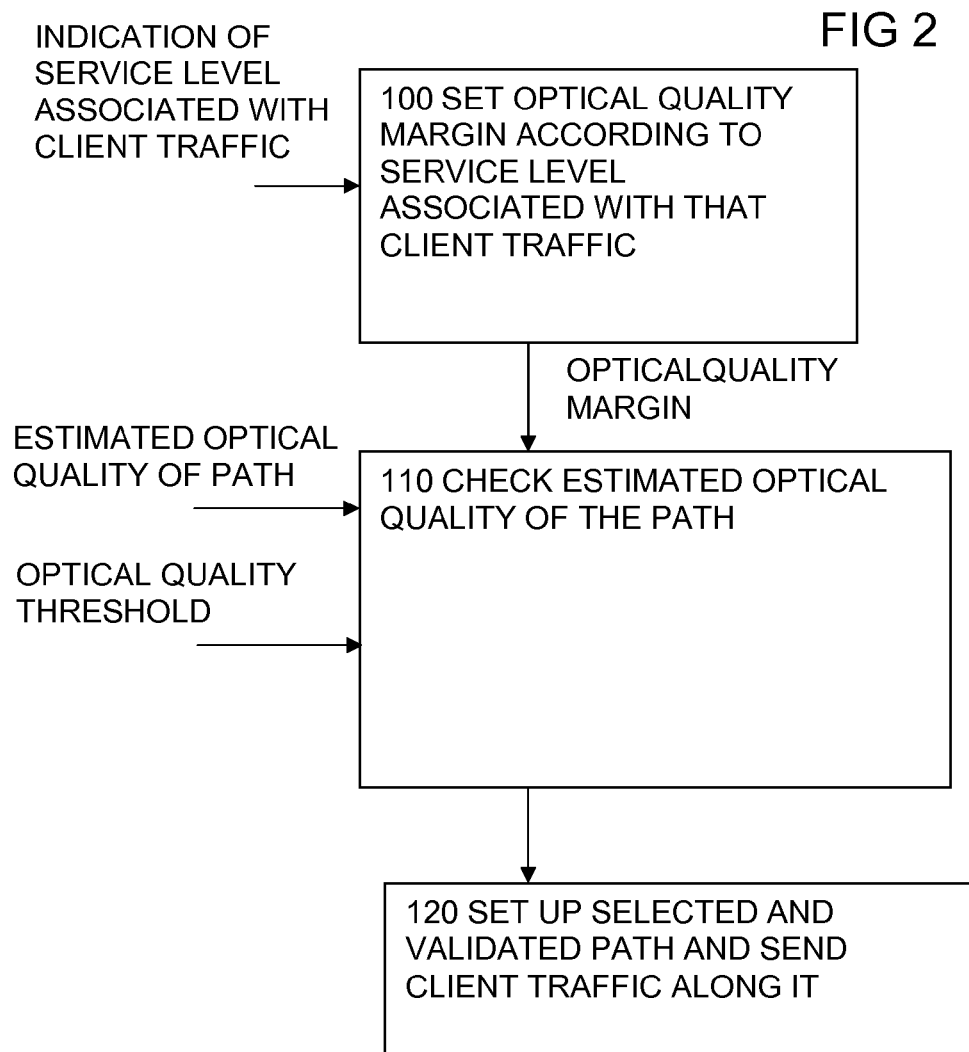 FIG 2
INDICATION OF
SERVICE LEVEL
ASSOCIATED WITH
CLIENT TRAFFIC
100 SET OPTICAL QUALITY
MARGIN ACCORDING TO
SERVICE LEVEL
ASSOCIATED WITH THAT
CLIENT TRAFFIC
OPTICALQUALITY
MARGIN
ESTIMATED OPTICAL
QUALITY OF PATH
110 CHECK ESTIMATED OPTICAL
QUALITY OF THE PATH
OPTICAL QUALITY
THRESHOLD
120 SET UP SELECTED AND
VALIDATED PATH AND SEND
CLIENT TRAFFIC ALONG IT